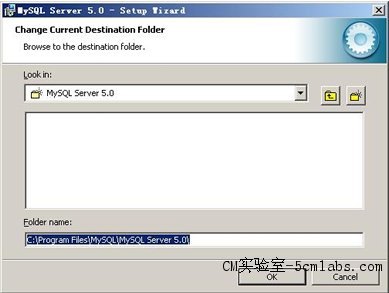 MySQL Server 5.0 - Setup Wizard
Change Current Destination Folder
Browse to the destination folder.
Look in:
MySQL Server 5.0
Folder name:
C:\Program Files\MySQL\MySQL Server 5.0\
CM实验室-5cmlabs.com
OK Cancel